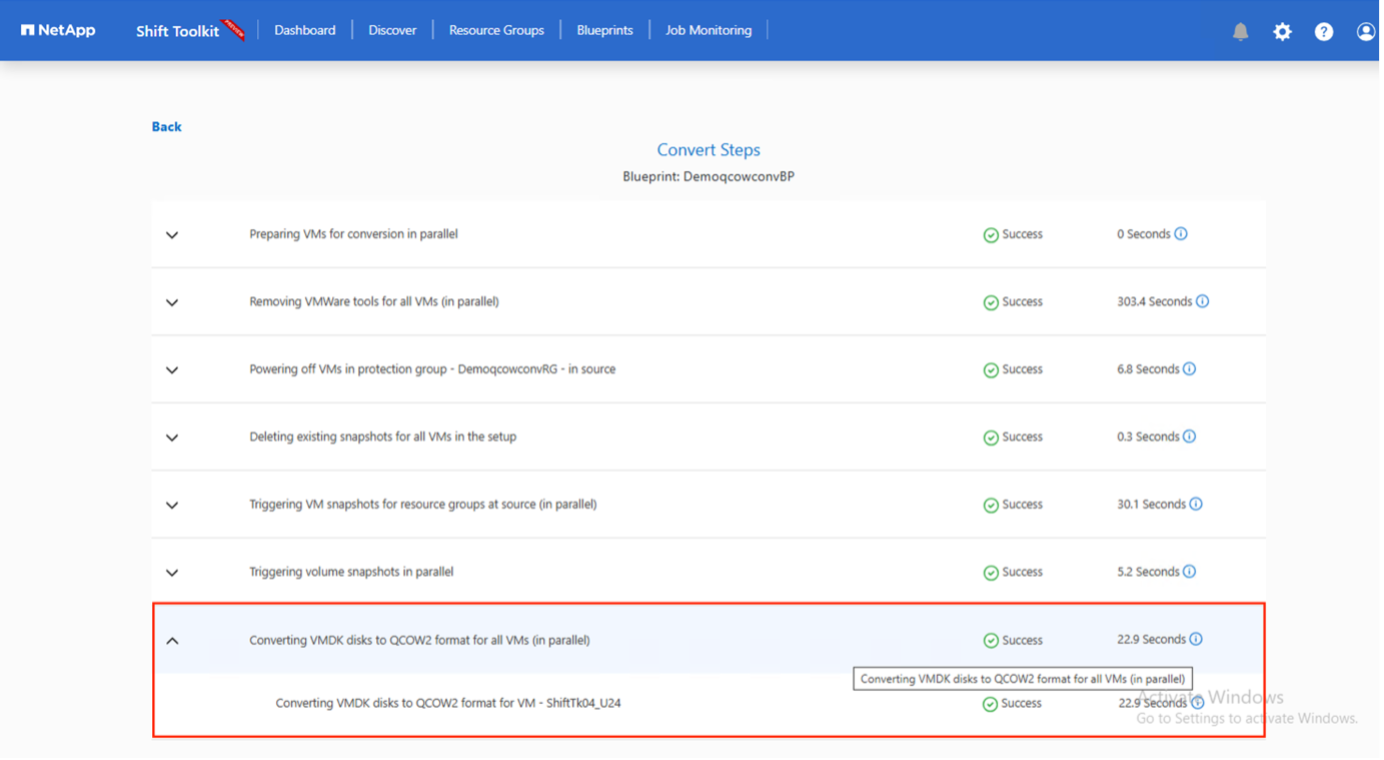 NetApp Shift Toolkit PREVIEW Dashboard Discover Resource Groups Blueprints Job Monitoring
Back
Convert Steps
Blueprint: DemoqcowconvBP
Preparing VMs for conversion in parallel Success 0 Seconds
Removing VMWare tools for all VMs (in parallel) Success 303.4 Seconds
Powering off VMs in protection group - DemoqcowconvRG - in source Success 6.8 Seconds
Deleting existing snapshots for all VMs in the setup Success 0.3 Seconds
Triggering VM snapshots for resource groups at source (in parallel) Success 30.1 Seconds
Triggering volume snapshots in parallel Success 5.2 Seconds
Converting VMDK disks to QCOW2 format for all VMs (in parallel) Success 22.9 Seconds
Converting VMDK disks to QCOW2 format for all VMs (in parallel)
Converting VMDK disks to QCOW2 format for VM - ShiftTk04_U24 Success 22.9 Seconds
Activate Windows
Go to Settings to activate Windows.